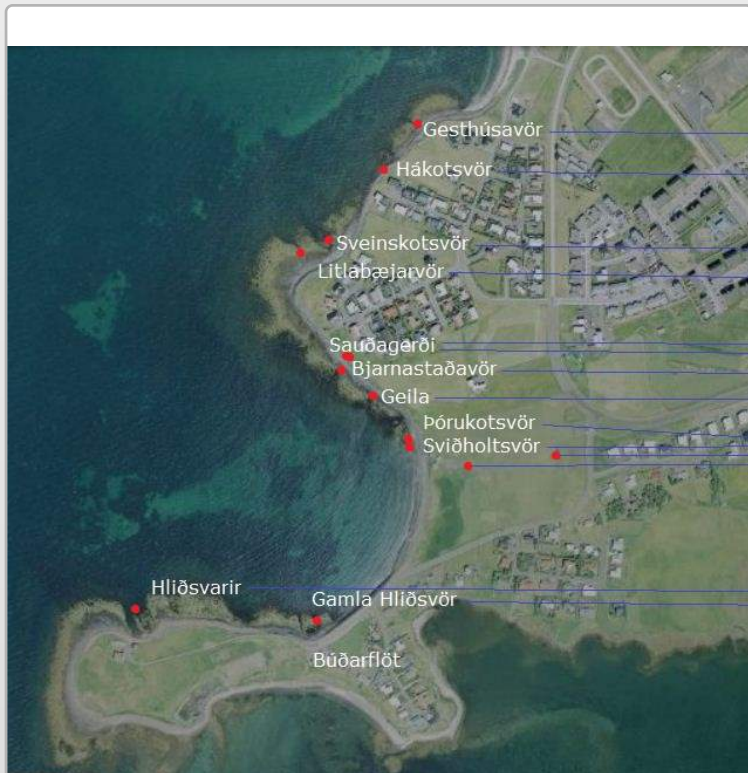 Gesthúsavör
Hákotsvör
Sveinskotsvör
Litlabæjarvör
Sauðagerði
Bjarnastaðavör
Geila
Þórukotsvör
Sviðholtsvör
Hliðsvarir
Gamla Hliðsvör
Búðarflöt